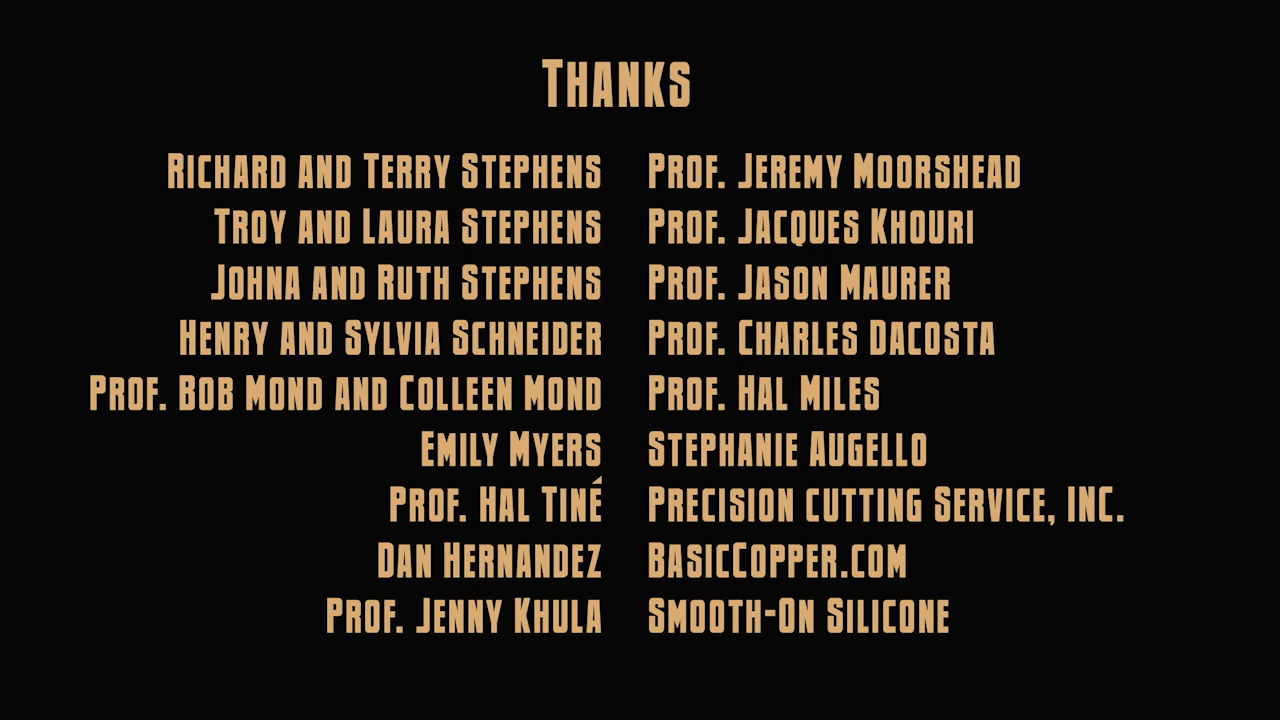 Thanks
Richard and Terry Stephens
Troy and Laura Stephens
Johna and Ruth Stephens
Henry and Sylvia Schneider
Prof. Bob Mond and Colleen Mond
Emily Myers
Prof. Hal Tiné
Dan Hernandez
Prof. Jenny Khula
Prof. Jeremy Moorshead
Prof. Jacques Khouri
Prof. Jason Maurer
Prof. Charles Dacosta
Prof. Hal Miles
Stephanie Augello
Precision cutting Service, INC.
BasicCopper.com
Smooth-On Silicone